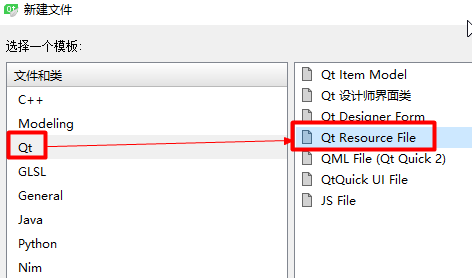 新建文件
选择一个模板:
文件和类
C++
Modeling
Qt
GLSL
General
Java
Python
Nim
Qt Item Model
Qt 设计师界面类
Qt Designer Form
Qt Resource File
QML File (Qt Quick 2)
QtQuick UI File
JS File